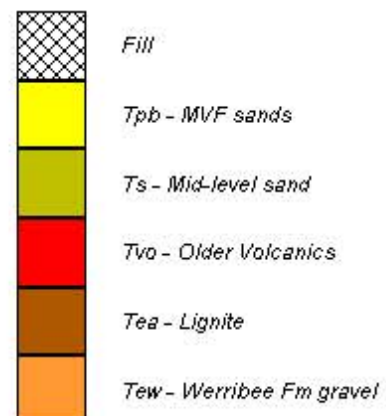 Fill
Tpb - MVF sands
Ts - Mid-level sand
Tvo - Older Volcanics
Tea - Lignite
Tew - Werribee Fm gravel